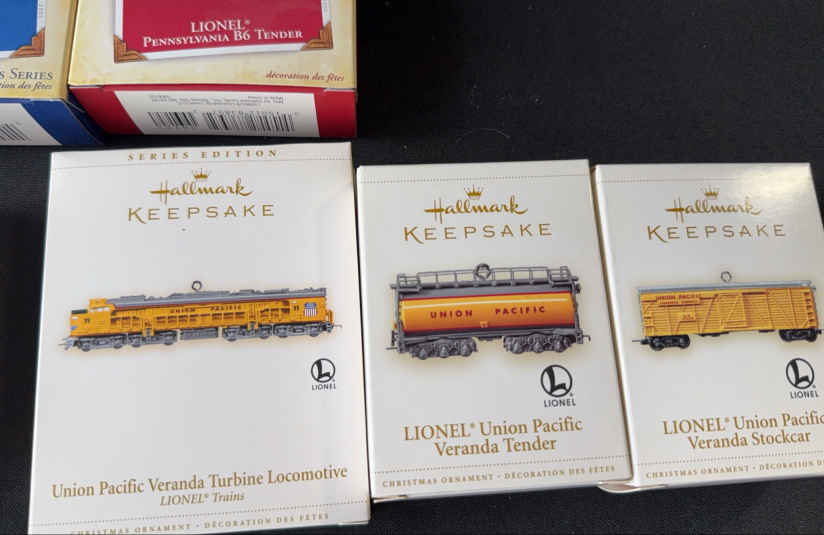 S SERIES
tion des fêtes
LIONEL®
PENNSYLVANIA B6 TENDER
décoration des fêtes
SERIES EDITION
Hallmark
KEEPSAKE
UNION PACIFIC
LIONEL
Union Pacific Veranda Turbine Locomotive
LIONEL® Trains
CHRISTMAS ORNAMENT • DÉCORATION DES FÊTES
Hallmark
KEEPSAKE
UNION PACIFIC
LIONEL
LIONEL® Union Pacific
Veranda Tender
CHRISTMAS ORNAMENT • DÉCORATION DES FÊTES
Hallmark
KEEPSAKE
UNION PACIFIC
LIONEL
LIONEL® Union Pacific
Veranda Stockcar
CHRISTMAS ORNAMENT • DÉCORATION D